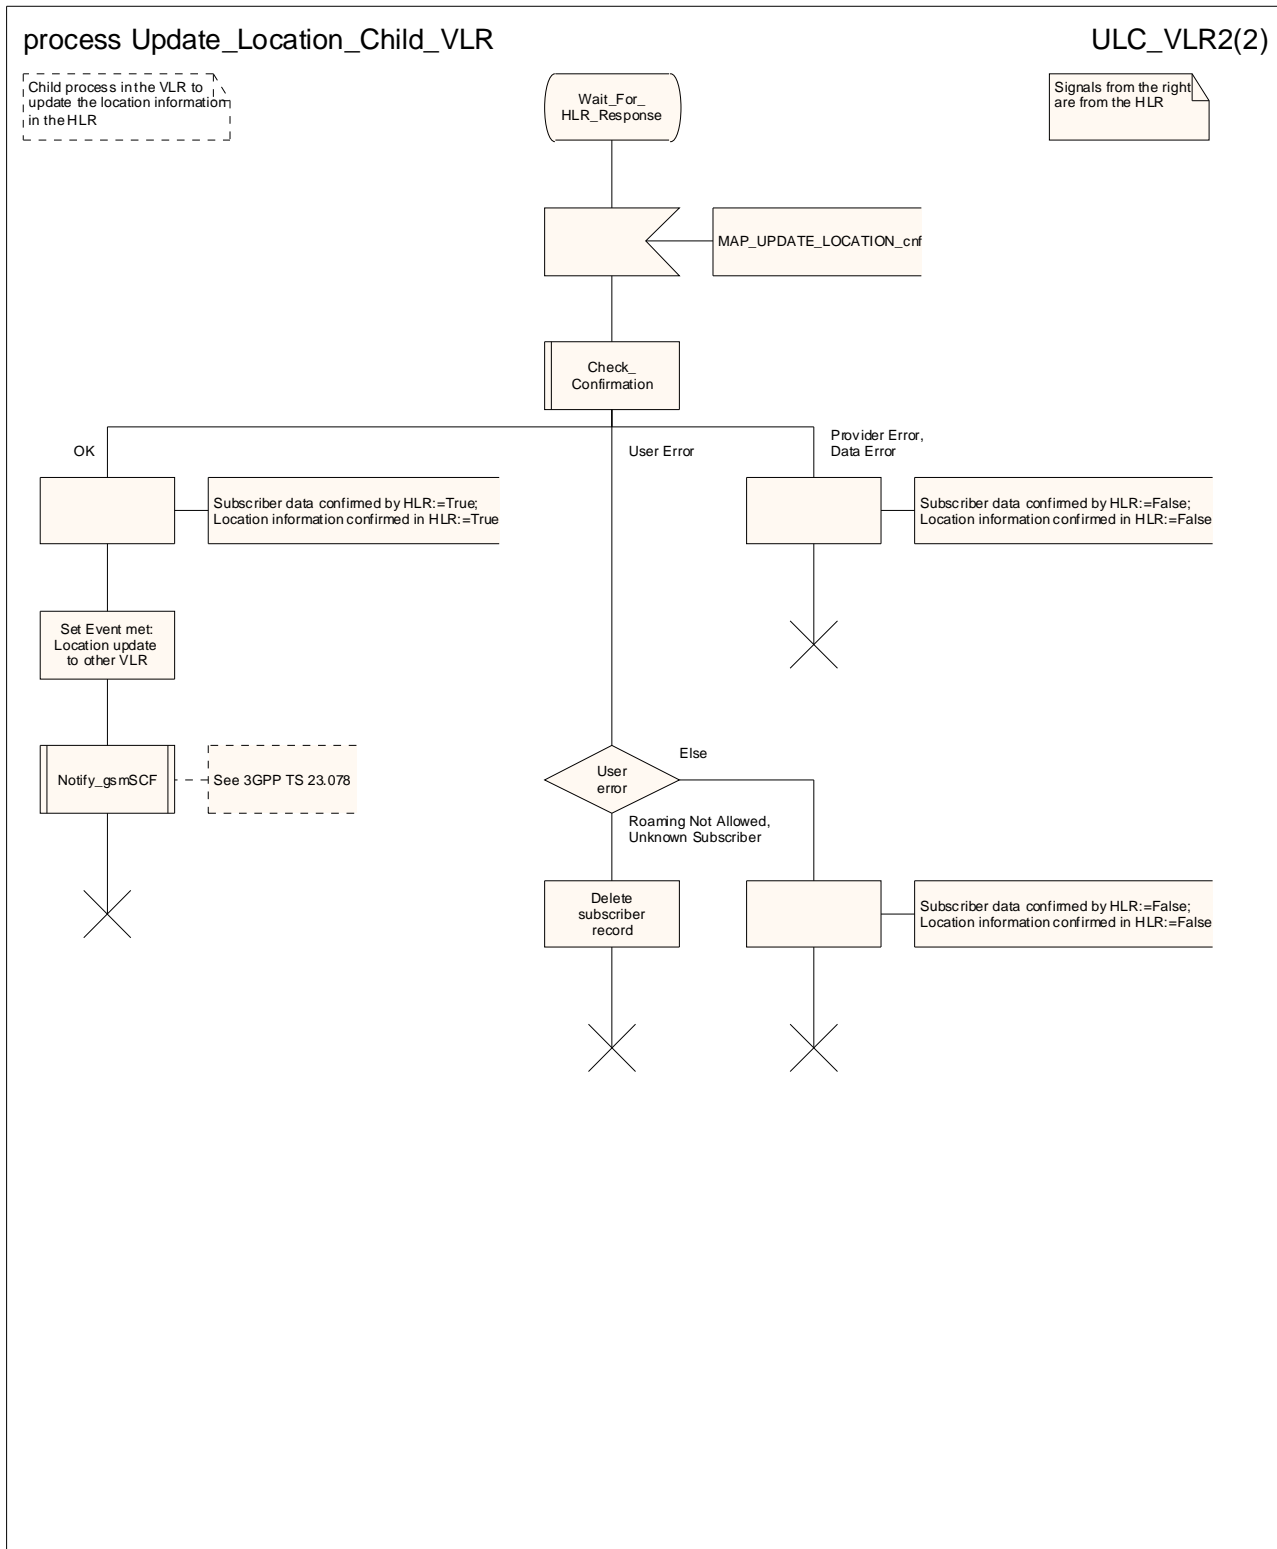 process Update_Location_Child_VLR
ULC_VLR2(2)
Child process in the VLR to
update the location information
in the HLR
Wait_For_
HLR_Response
Signals from the right
are from the HLR
MAP_UPDATE_LOCATION_cnf
Check_
Confirmation
OK
User Error
Provider Error,
Data Error
Subscriber data confirmed by HLR:=True;
Location information confirmed in HLR:=True
Subscriber data confirmed by HLR:=False;
Location information confirmed in HLR:=False
Set Event met:
Location update
to other VLR
Notify_gsmSCF
See 3GPP TS 23.078
User
error
Else
Roaming Not Allowed,
Unknown Subscriber
Delete
subscriber
record
Subscriber data confirmed by HLR:=False;
Location information confirmed in HLR:=False